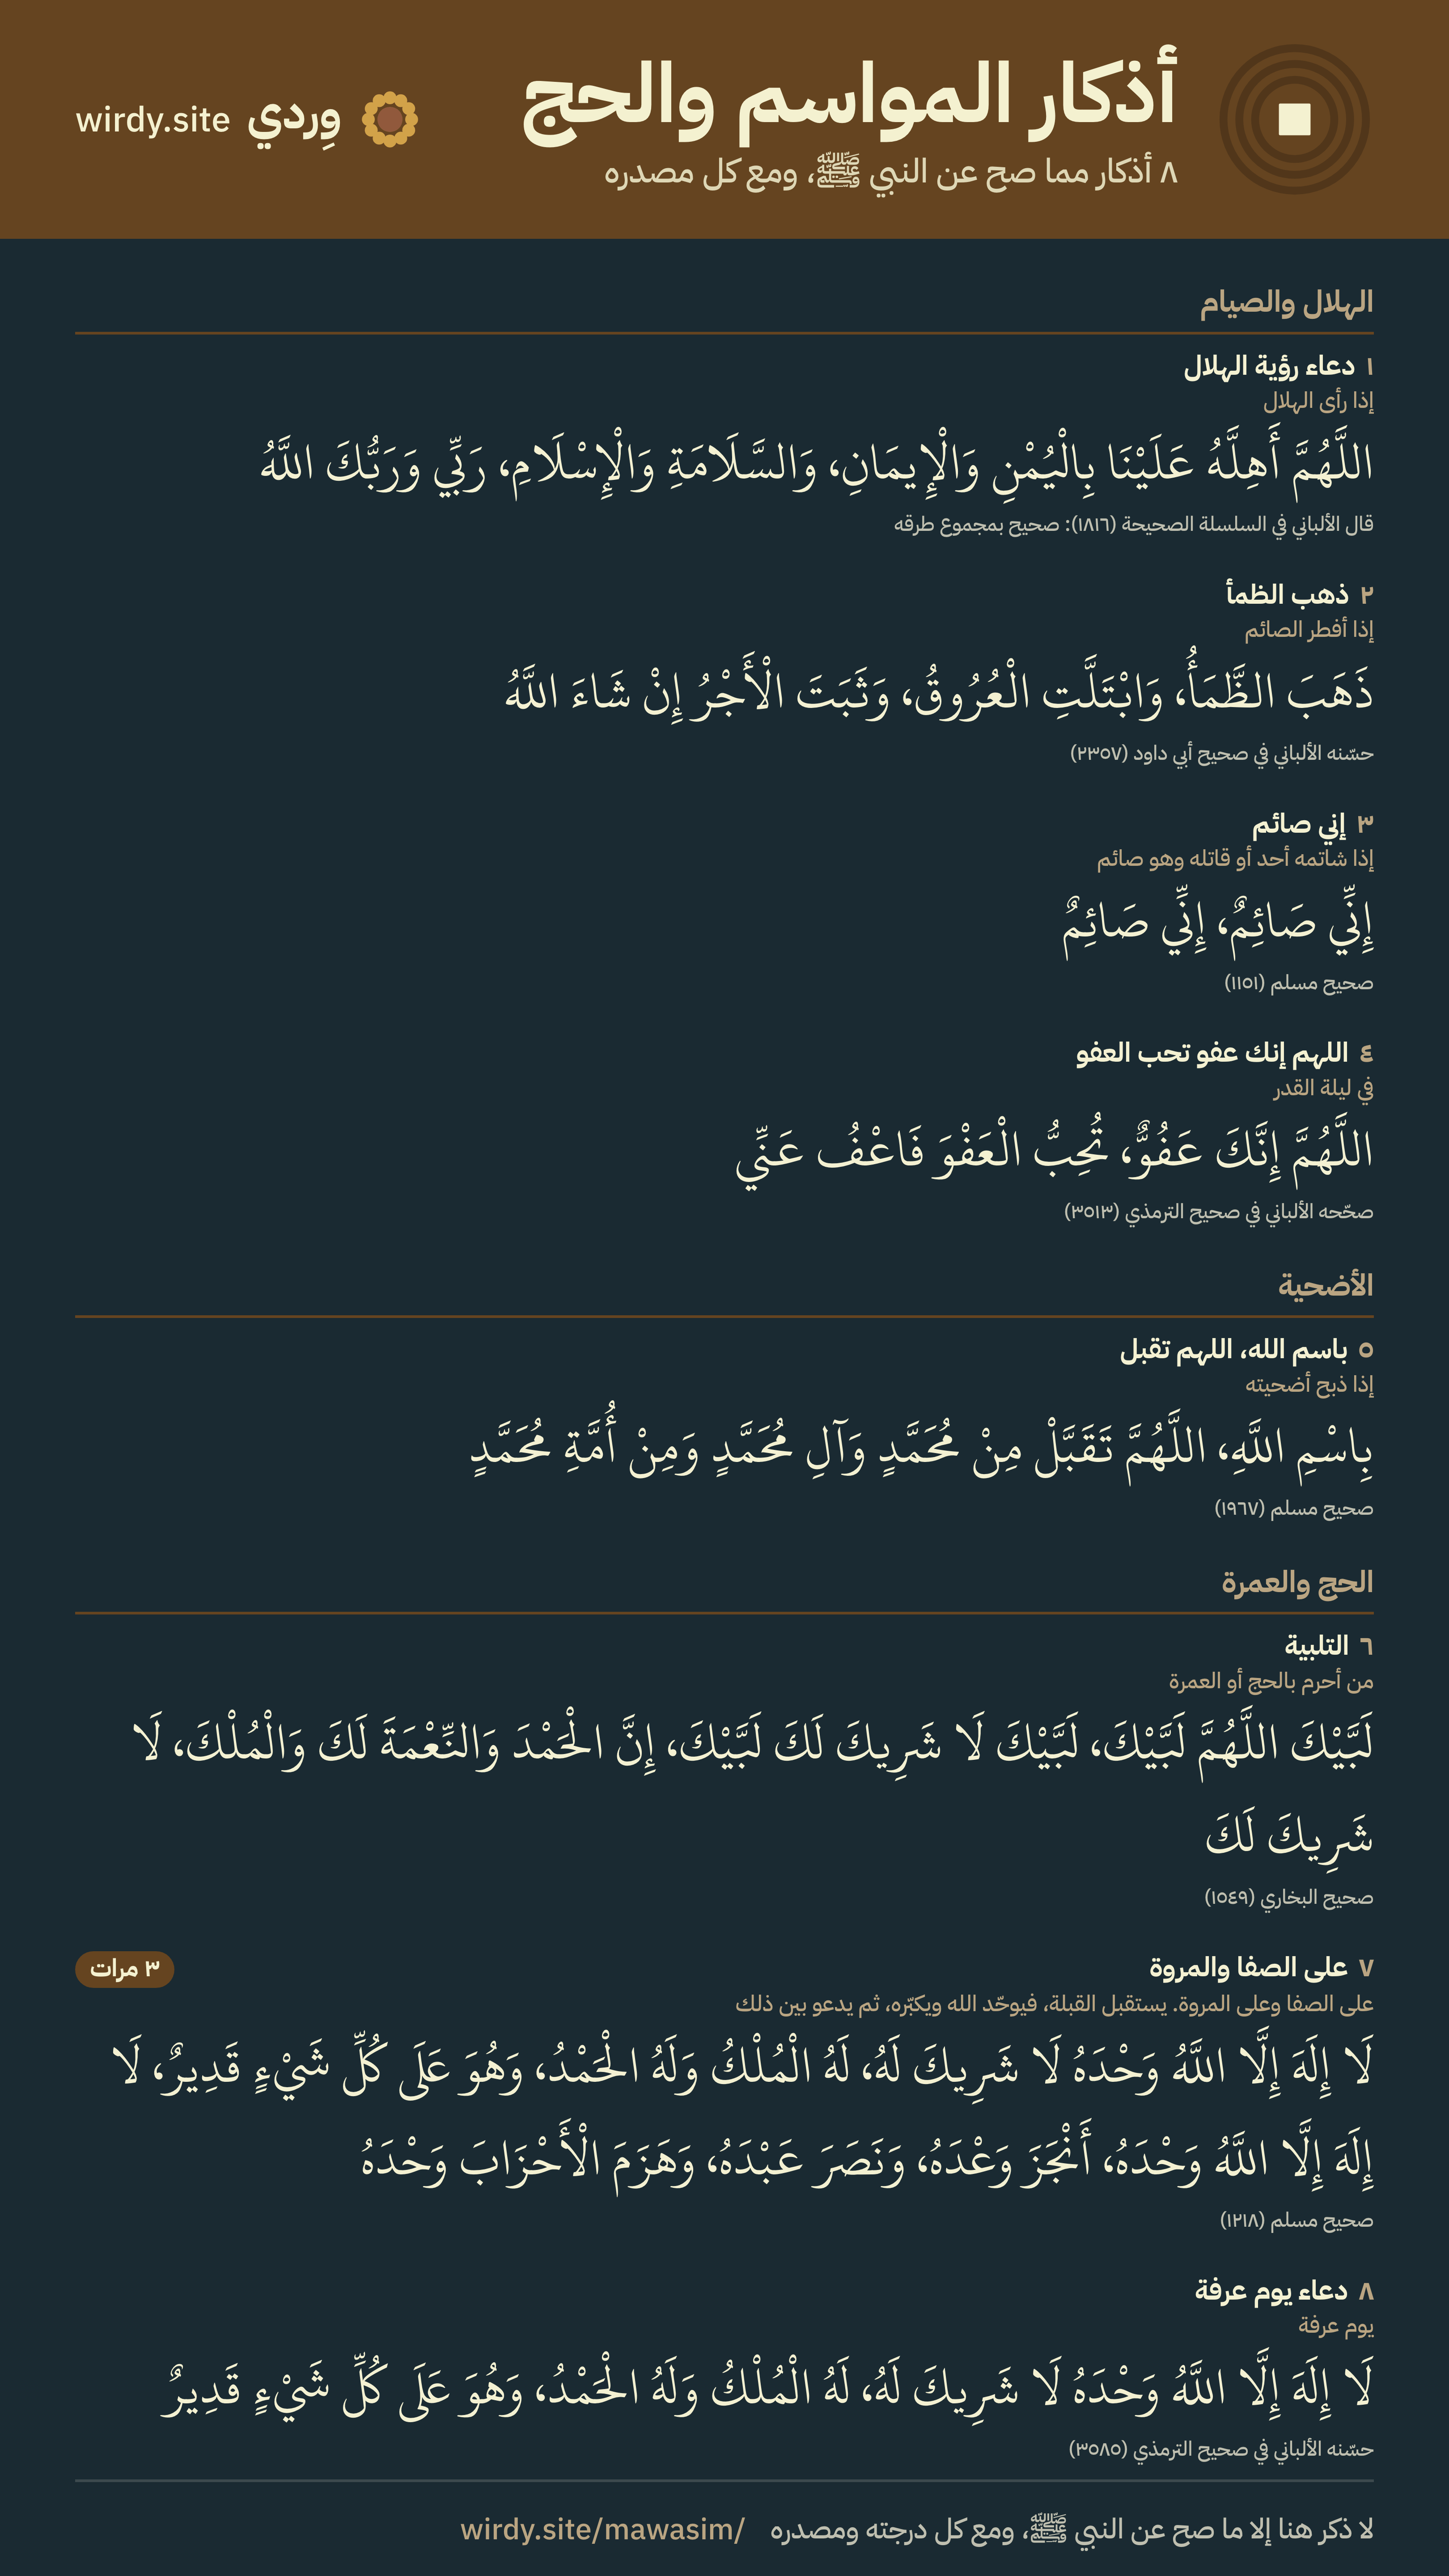 أذكار المواسم والحج
٨ أذكار مما صح عن النبي ﷺ، ومع كل مصدره
وِردي wirdy.site
الهلال والصيام
١ دعاء رؤية الهلال
إذا رأى الهلال
اللَّهُمَّ أَهِلَّهُ عَلَيْنَا بِالْيُمْنِ وَالْإِيمَانِ، وَالسَّلَامَةِ وَالْإِسْلَامِ، رَبِّي وَرَبُّكَ اللَّهُ
قال الألباني في السلسلة الصحيحة (١٨١٦): صحيح بمجموع طرقه
٢ ذهب الظمأ
إذا أفطر الصائم
ذَهَبَ الظَّمَأُ، وَابْتَلَّتِ الْعُرُوقُ، وَثَبَتَ الْأَجْرُ إِنْ شَاءَ اللَّهُ
حسّنه الألباني في صحيح أبي داود (٢٣٥٧)
٣ إني صائم
إذا شاتمه أحد أو قاتله وهو صائم
إِنِّي صَائِمٌ، إِنِّي صَائِمٌ
صحيح مسلم (١١٥١)
٤ اللهم إنك عفو تحب العفو
في ليلة القدر
اللَّهُمَّ إِنَّكَ عَفُوٌّ، تُحِبُّ الْعَفْوَ فَاعْفُ عَنِّي
صحّحه الألباني في صحيح الترمذي (٣٥١٣)
الأضحية
٥ باسم الله، اللهم تقبل
إذا ذبح أضحيته
بِاسْمِ اللَّهِ، اللَّهُمَّ تَقَبَّلْ مِنْ مُحَمَّدٍ وَآلِ مُحَمَّدٍ وَمِنْ أُمَّةِ مُحَمَّدٍ
صحيح مسلم (١٩٦٧)
الحج والعمرة
٦ التلبية
من أحرم بالحج أو العمرة
لَبَّيْكَ اللَّهُمَّ لَبَّيْكَ، لَبَّيْكَ لَا شَرِيكَ لَكَ لَبَّيْكَ، إِنَّ الْحَمْدَ وَالنِّعْمَةَ لَكَ وَالْمُلْكَ، لَا
شَرِيكَ لَكَ
صحيح البخاري (١٥٤٩)
٧ على الصفا والمروة
٣ مرات
على الصفا وعلى المروة. يستقبل القبلة، فيوحّد الله ويكبّره، ثم يدعو بين ذلك
لَا إِلَهَ إِلَّا اللَّهُ وَحْدَهُ لَا شَرِيكَ لَهُ، لَهُ الْمُلْكُ وَلَهُ الْحَمْدُ، وَهُوَ عَلَى كُلِّ شَيْءٍ قَدِيرٌ، لَا
إِلَهَ إِلَّا اللَّهُ وَحْدَهُ، أَنْجَزَ وَعْدَهُ، وَنَصَرَ عَبْدَهُ، وَهَزَمَ الْأَحْزَابَ وَحْدَهُ
صحيح مسلم (١٢١٨)
٨ دعاء يوم عرفة
يوم عرفة
لَا إِلَهَ إِلَّا اللَّهُ وَحْدَهُ لَا شَرِيكَ لَهُ، لَهُ الْمُلْكُ وَلَهُ الْحَمْدُ، وَهُوَ عَلَى كُلِّ شَيْءٍ قَدِيرٌ
حسّنه الألباني في صحيح الترمذي (٣٥٨٥)
لا ذكر هنا إلا ما صح عن النبي ﷺ، ومع كل درجته ومصدره wirdy.site/mawasim/